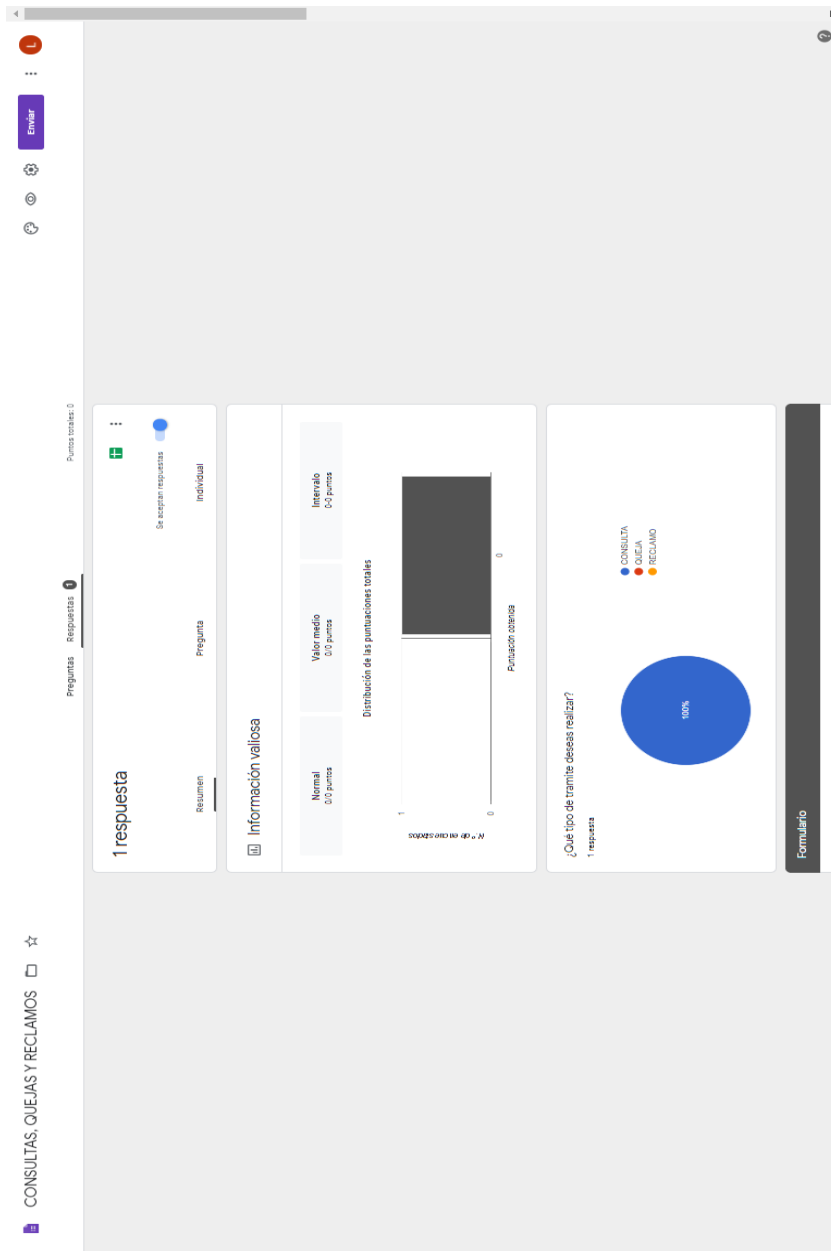 CONSULTAS, QUEJAS Y RECLAMOS
Enviar
L
Preguntas
Respuestas 1
Puntos totales: 0
1 respuesta
Se aceptan respuestas
Resumen
Pregunta
Individual
Información valiosa
Normal
0/0 puntos
Valor medio
0/0 puntos
Intervalo
0-0 puntos
Distribución de las puntuaciones totales
N.º de encuestados
1
0
0
Puntuación obtenida
¿Qué tipo de tramite deseas realizar?
1 respuesta
100%
CONSULTA
QUEJA
RECLAMO
Formulario
?